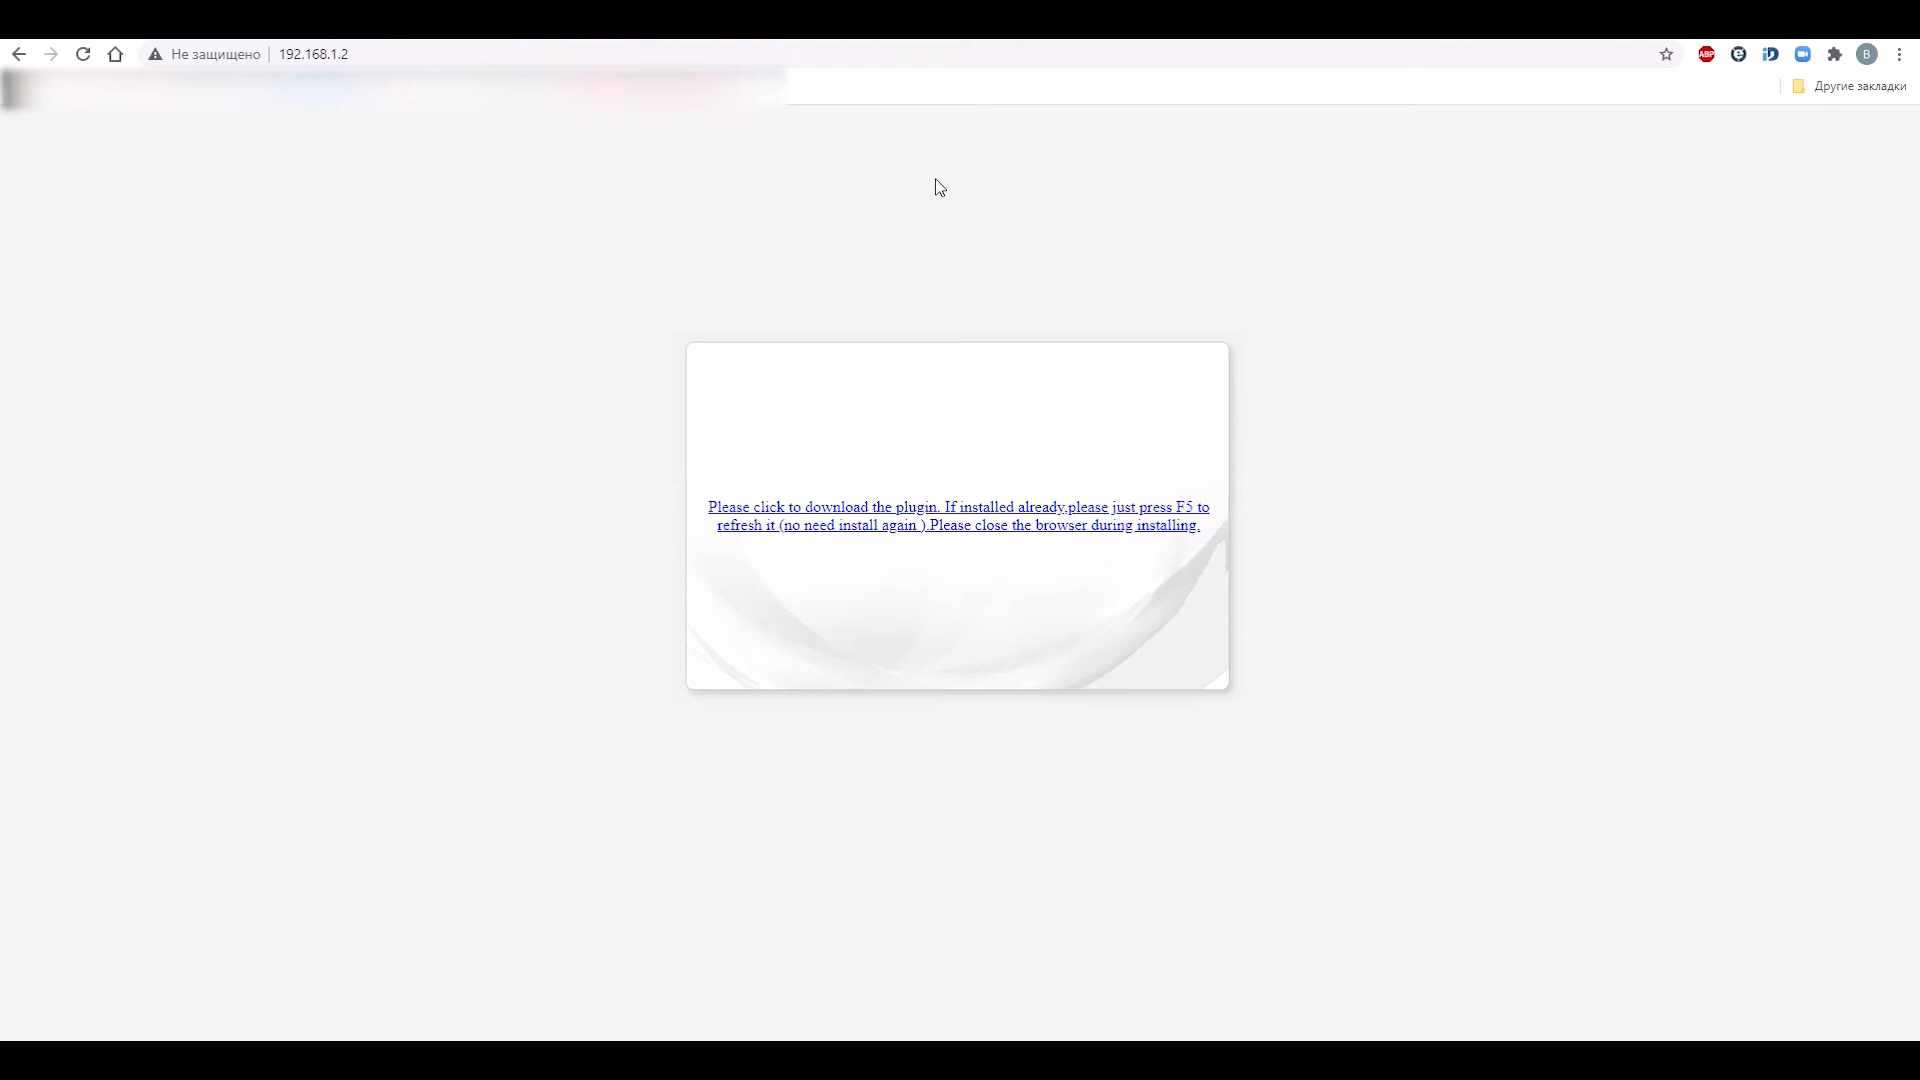 Не защищено 192.168.1.2
ABP
B
Другие закладки
Please click to download the plugin. If installed already,please just press F5 to
refresh it (no need install again ).Please close the browser during installing.